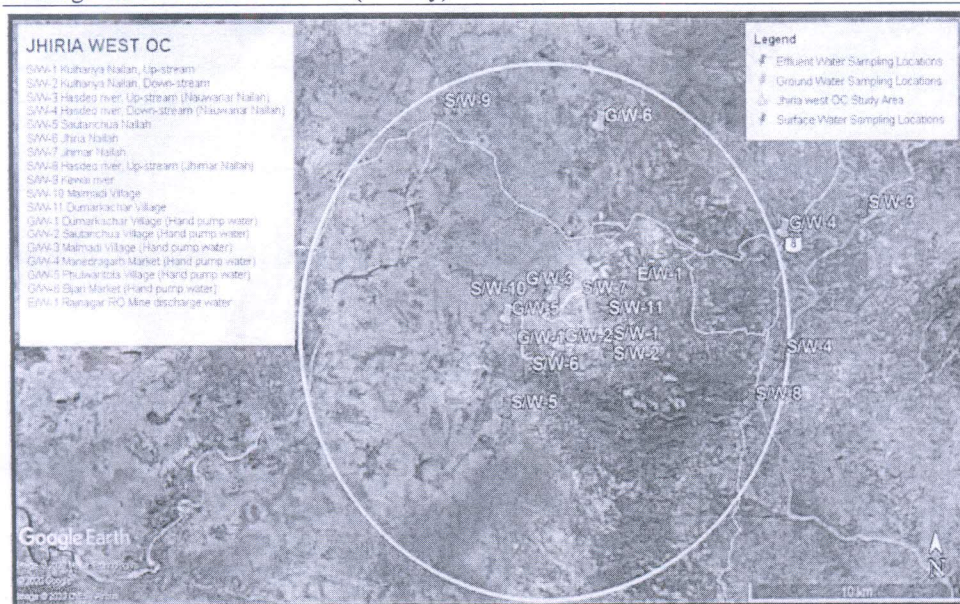 JHIRIA WEST OC
S/W-1 Kulhariya Nallah, Up-stream
S/W-2 Kulhariya Nallah, Down-stream
S/W-3 Hasdeo river, Up-stream (Nauwanar Nallah)
S/W-4 Hasdeo river, Down-stream (Nauwanar Nallah)
S/W-5 Sautanchua Nallah
S/W-6 Jhiria Nallah
S/W-7 Jhimar Nallah
S/W-8 Hasdeo river, Up-stream (Jhimar Nallah)
S/W-9 Kewai river
S/W-10 Malmadi Village
S/W-11 Dumarkachar Village
G/W-1 Dumarkachar Village (Hand pump water)
G/W-2 Sautanchua Village (Hand pump water)
G/W-3 Malmadi Village (Hand pump water)
G/W-4 Manedragarh Market (Hand pump water)
G/W-5 Phulwaritola Village (Hand pump water)
G/W-6 Bijari Market (Hand pump water)
E/W-1 Rajnagar RO Mine discharge water
Legend
Effluent Water Sampling Locations
Ground Water Sampling Locations
Jhiria west OC Study Area
Surface Water Sampling Locations
S/W-9
G/W-6
S/W-3
G/W-4
E/W-1
G/W-3
S/W-10
S/W-7
G/W-5
S/W-11
G/W-1
G/W-2
S/W-1
S/W-2
S/W-6
S/W-4
S/W-8
S/W-5
Google Earth
© 2020 Google
N
10 km